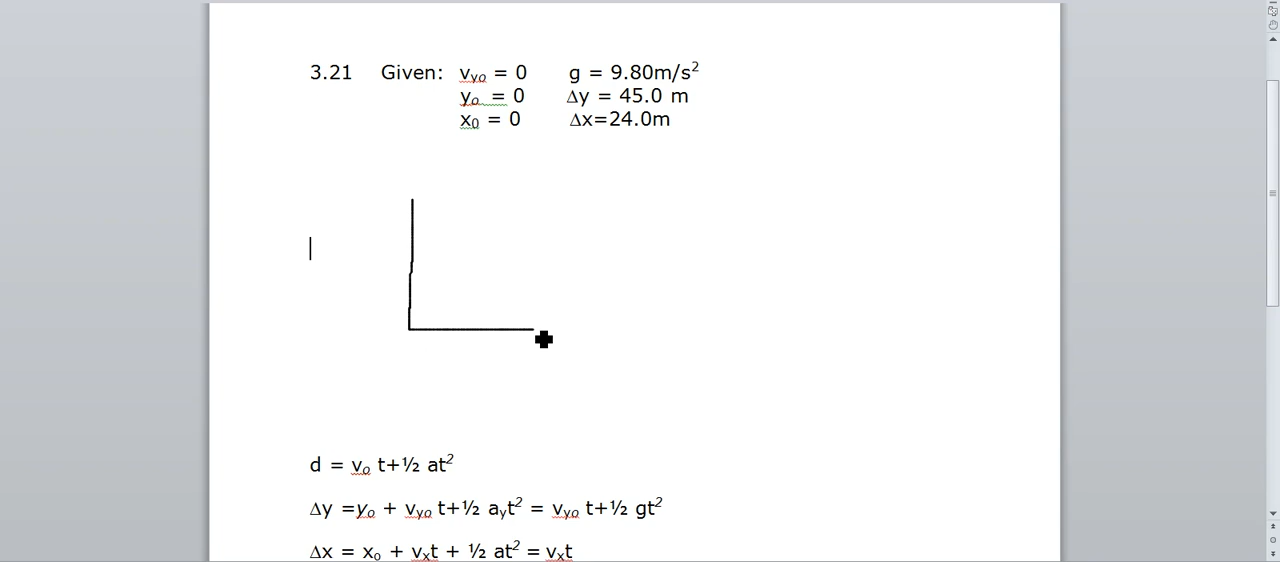 3.21 Given: vyo = 0 g = 9.80m/s²
yo = 0 Δy = 45.0 m
x0 = 0 Δx=24.0m
d = vo t+½ at²
Δy =yo + vyo t+½ ayt² = vyo t+½ gt²
Δx = xo + vxt + ½ at² = vxt